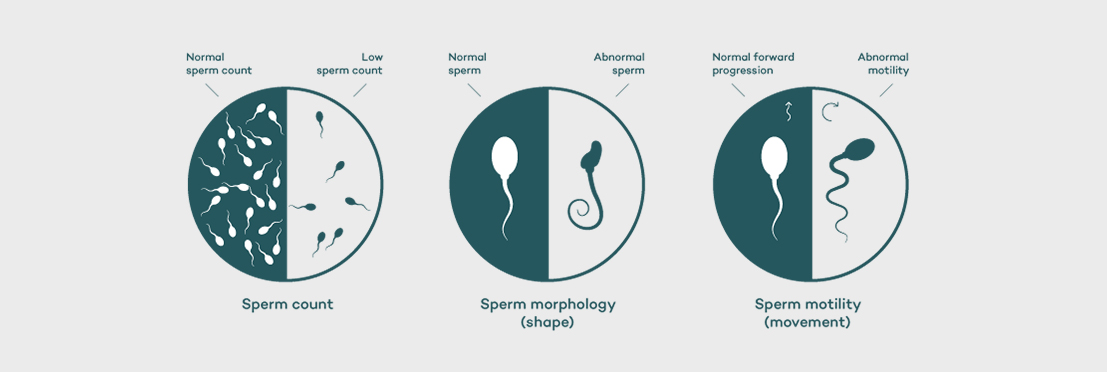 Normal
sperm count
Low
sperm count
Normal
sperm
Abnormal
sperm
Normal forward
progression
Abnormal
motility
Sperm count
Sperm morphology
(shape)
Sperm motility
(movement)